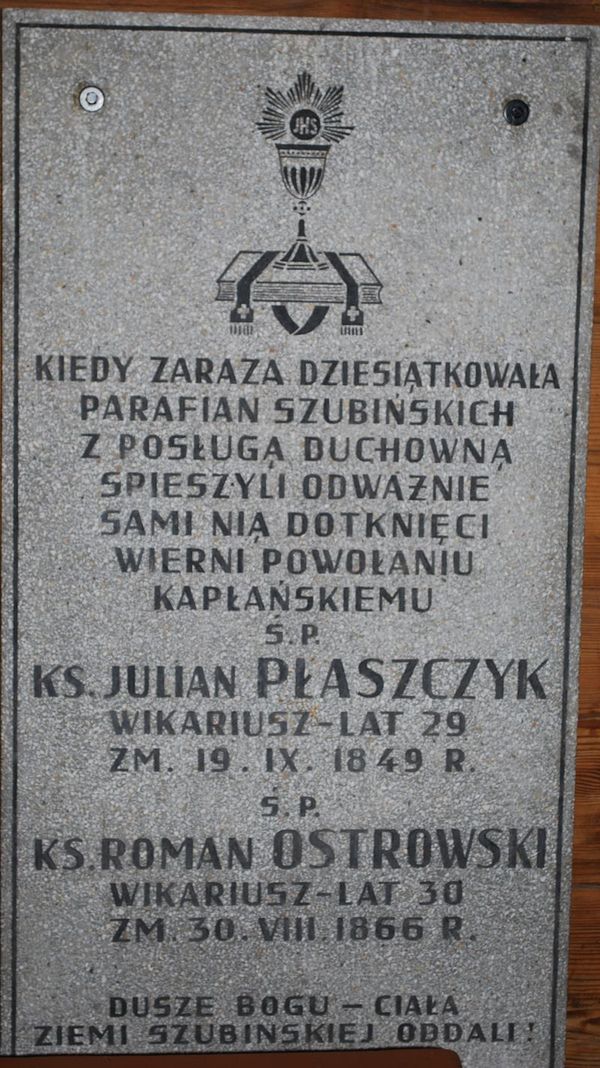 JHS
KIEDY ZARAZA DZIESIĄTKOWAŁA
PARAFIAN SZUBIŃSKICH
Z POSŁUGĄ DUCHOWNĄ
SPIESZYLI ODWAŻNIE
SAMI NIĄ DOTKNIĘCI
WIERNI POWOŁANIU
KAPŁAŃSKIEMU
Ś.P.
KS. JULIAN PŁASZCZYK
WIKARIUSZ-LAT 29
ZM. 19. IX. 1849 R.
Ś.P.
KS. ROMAN OSTROWSKI
WIKARIUSZ-LAT 30
ZM. 30. VIII. 1866 R.
DUSZE BOGU – CIAŁA
ZIEMI SZUBIŃSKIEJ ODDALI!